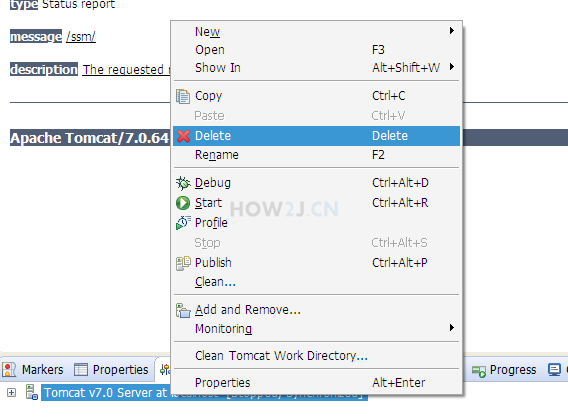 type Status report
message /ssm/
description The requested
Apache Tomcat/7.0.64
New
Open F3
Show In Alt+Shift+W
Copy Ctrl+C
Paste Ctrl+V
Delete Delete
Rename F2
Debug Ctrl+Alt+D
Start Ctrl+Alt+R
HOW2J.CN
Profile
Stop Ctrl+Alt+S
Publish Ctrl+Alt+P
Clean...
Add and Remove...
Monitoring
Clean Tomcat Work Directory...
Properties Alt+Enter
Markers Properties Progress
Tomcat v7.0 Server at localhost [Stopped, Synchronized]